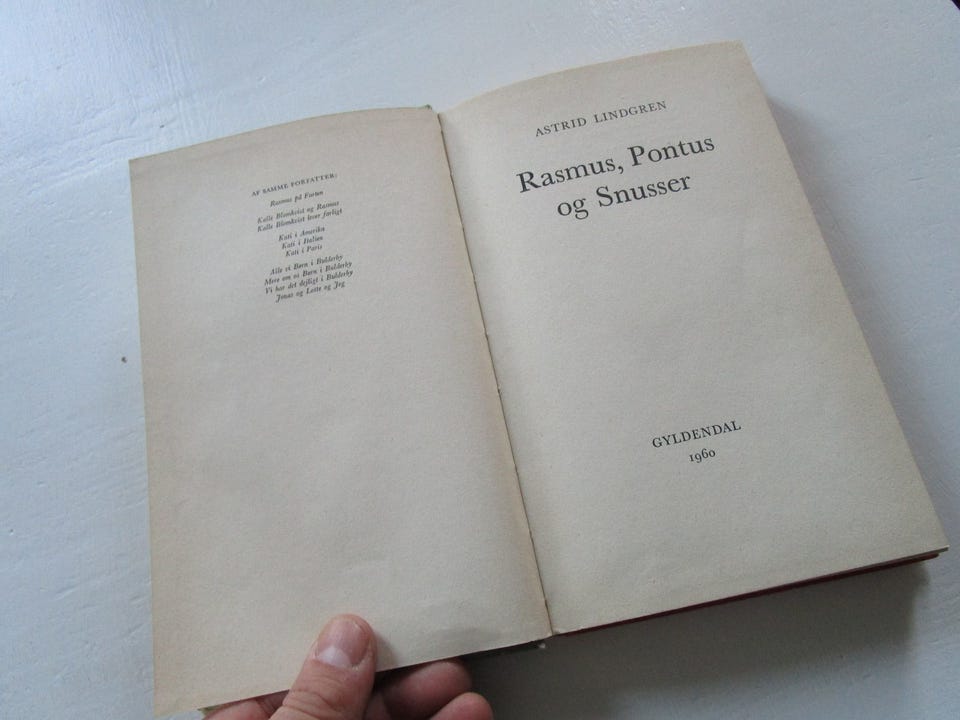 AF SAMME FORFATTER:
Rasmus på Farten
Kalle Blomkvist og Rasmus
Kalle Blomkvist lever farligt
Kati i Amerika
Kati i Italien
Kati i Paris
Alle vi Børn i Bulderby
Mere om os Børn i Bulderby
Vi har det dejligt i Bulderby
Jonas og Lotte og Jeg
ASTRID LINDGREN
Rasmus, Pontus
og Snusser
GYLDENDAL
1960